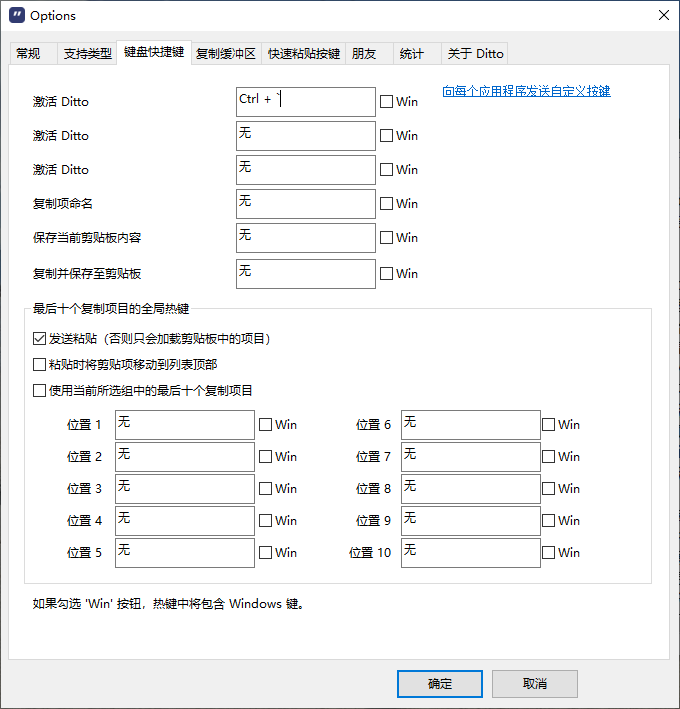 Options
常规 支持类型 键盘快捷键 复制缓冲区 快速粘贴按键 朋友 统计 关于 Ditto
激活 Ditto Ctrl + ` Win 向每个应用程序发送自定义按键
激活 Ditto 无 Win
激活 Ditto 无 Win
复制项命名 无 Win
保存当前剪贴板内容 无 Win
复制并保存至剪贴板 无 Win
最后十个复制项目的全局热键
发送粘贴（否则只会加载剪贴板中的项目）
粘贴时将剪贴项移动到列表顶部
使用当前所选组中的最后十个复制项目
位置 1 无 Win 位置 6 无 Win
位置 2 无 Win 位置 7 无 Win
位置 3 无 Win 位置 8 无 Win
位置 4 无 Win 位置 9 无 Win
位置 5 无 Win 位置 10 无 Win
如果勾选 'Win' 按钮，热键中将包含 Windows 键。
确定 取消